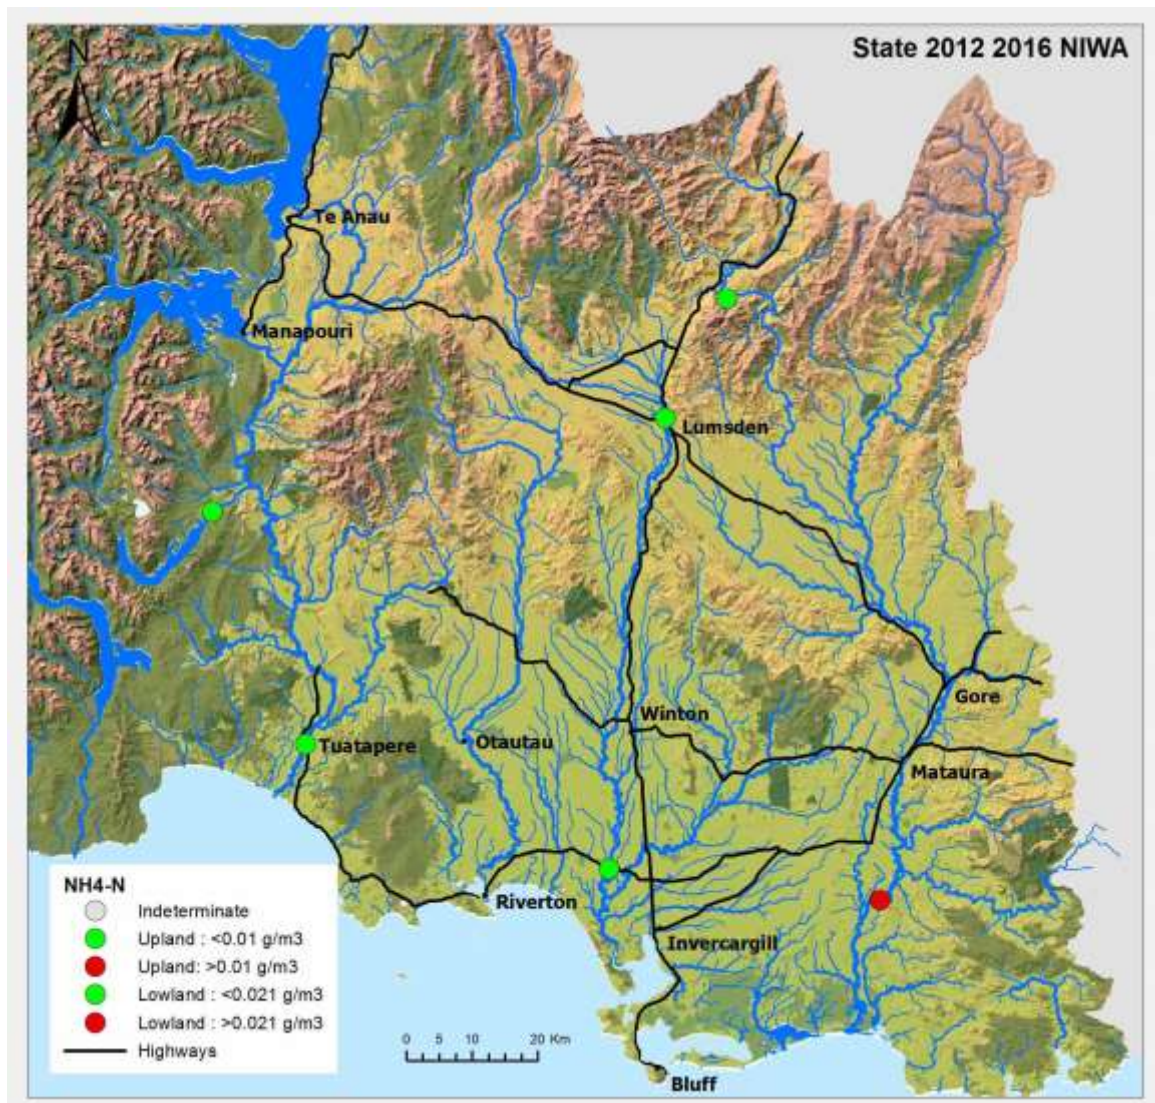 State 2012 2016 NIWA
N
Te Anau
Manapouri
Lumsden
Gore
Winton
Tuatapere
Otautau
Mataura
Riverton
Invercargill
Bluff
NH4-N
Indeterminate
Upland : <0.01 g/m3
Upland: >0.01 g/m3
Lowland : <0.021 g/m3
Lowland : >0.021 g/m3
Highways
0 5 10 20 Km